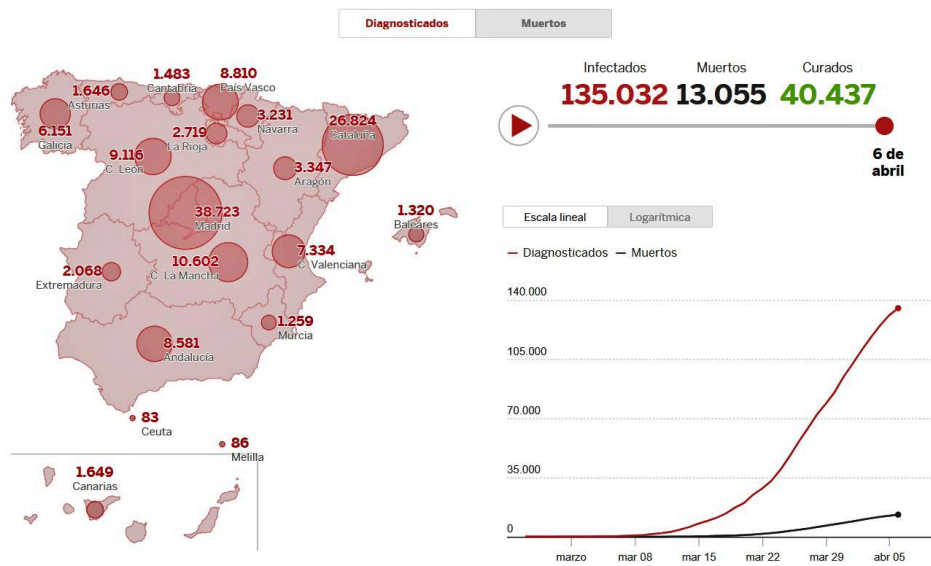 Diagnosticados
Muertos
1.483
Cantabria
8.810
País Vasco
1.646
Asturias
3.231
Navarra
26.824
Cataluña
6.151
Galicia
2.719
La Rioja
9.116
C. León
3.347
Aragón
38.723
Madrid
1.320
Baleares
10.602
C. La Mancha
7.334
C. Valenciana
2.068
Extremadura
1.259
Murcia
8.581
Andalucía
83
Ceuta
86
Melilla
1.649
Canarias
Infectados Muertos Curados
135.032 13.055 40.437
6 de
abril
Escala lineal
Logarítmica
Diagnosticados Muertos
140.000
105.000
70.000
35.000
0
marzo mar 08 mar 15 mar 22 mar 29 abr 05